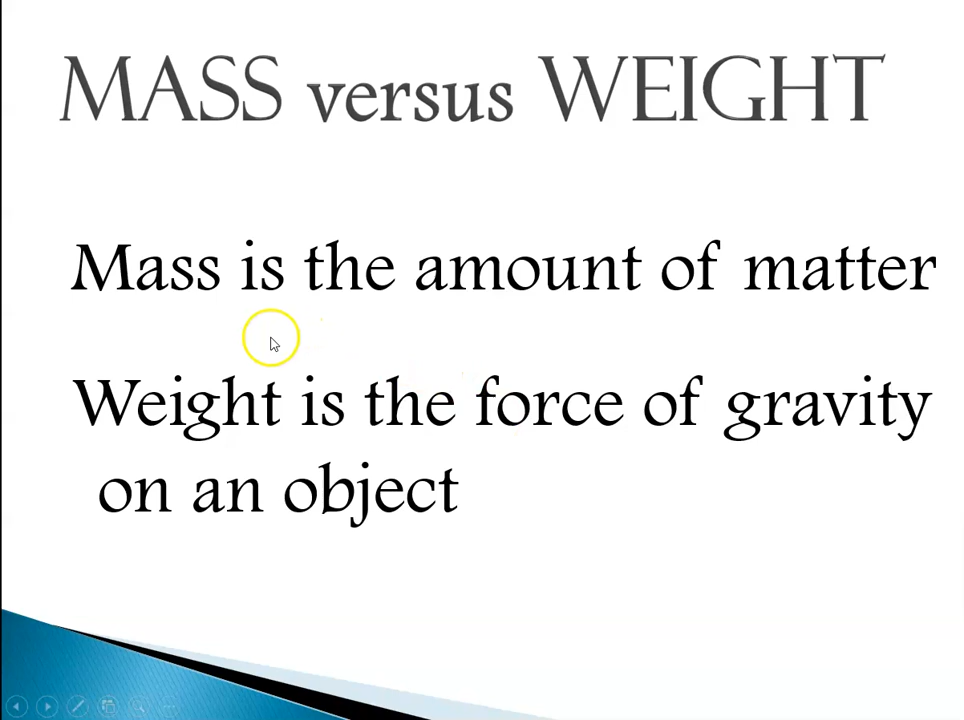 MASS versus WEIGHT
Mass is the amount of matter
Weight is the force of gravity
on an object